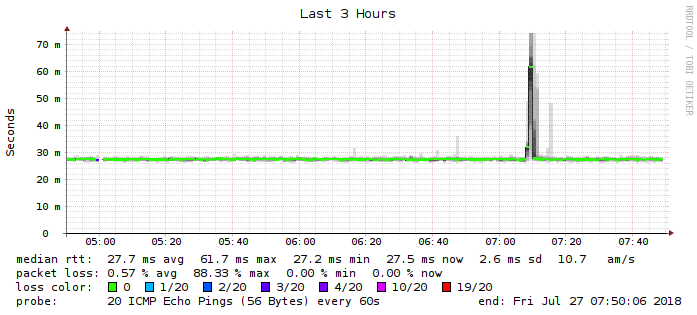 Last 3 Hours
RRDTOOL / TOBI OETIKER
Seconds
70 m
60 m
50 m
40 m
30 m
20 m
10 m
0
05:00 05:20 05:40 06:00 06:20 06:40 07:00 07:20 07:40
median rtt: 27.7 ms avg 61.7 ms max 27.2 ms min 27.5 ms now 2.6 ms sd 10.7 am/s
packet loss: 0.57 % avg 88.33 % max 0.00 % min 0.00 % now
loss color: 0 1/20 2/20 3/20 4/20 10/20 19/20
probe: 20 ICMP Echo Pings (56 Bytes) every 60s end: Fri Jul 27 07:50:06 2018